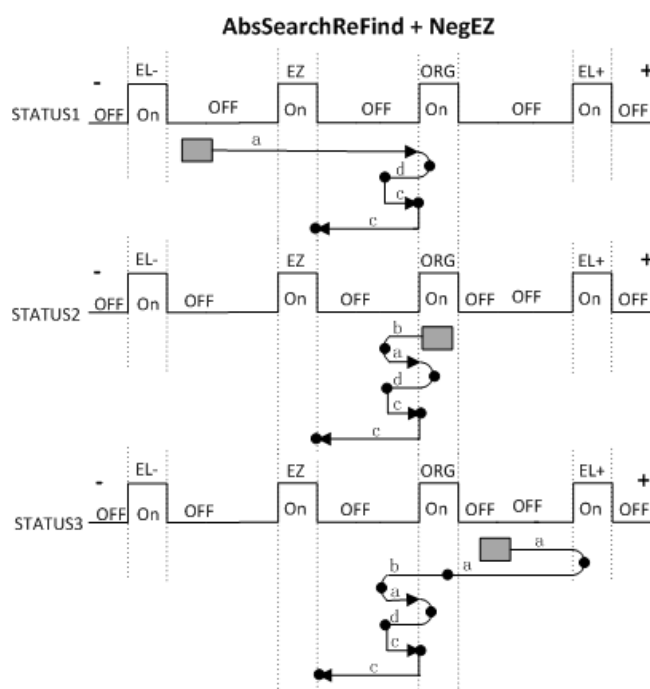 AbsSearchReFind + NegEZ
- EL- EZ ORG EL+ +
STATUS1 OFF On OFF On OFF On OFF On OFF
a
d
c
c
- EL- EZ ORG EL+ +
STATUS2 OFF On OFF On OFF On OFF OFF On OFF
b
a
d
c
c
- EL- EZ ORG EL+ +
STATUS3 OFF On OFF On OFF On OFF OFF On OFF
a
b a
a
d
c
c